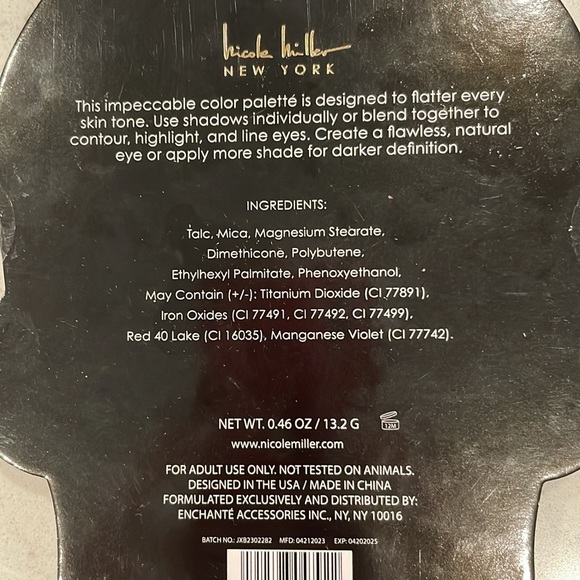 Nicole Miller
NEW YORK
This impeccable color palette is designed to flatter every
skin tone. Use shadows individually or blend together to
contour, highlight, and line eyes. Create a flawless, natural
eye or apply more shade for darker definition.
INGREDIENTS:
Talc, Mica, Magnesium Stearate,
Dimethicone, Polybutene,
Ethylhexyl Palmitate, Phenoxyethanol,
May Contain (+/-): Titanium Dioxide (CI 77891),
Iron Oxides (CI 77491, CI 77492, CI 77499),
Red 40 Lake (CI 16035), Manganese Violet (CI 77742).
NET WT. 0.46 OZ / 13.2 G 12M
www.nicolemiller.com
FOR ADULT USE ONLY. NOT TESTED ON ANIMALS.
DESIGNED IN THE USA / MADE IN CHINA
FORMULATED EXCLUSIVELY AND DISTRIBUTED BY:
ENCHANTÉ ACCESSORIES INC., NY, NY 10016
BATCH NO.: JXB2302282 MFD: 04212023 EXP: 04202025